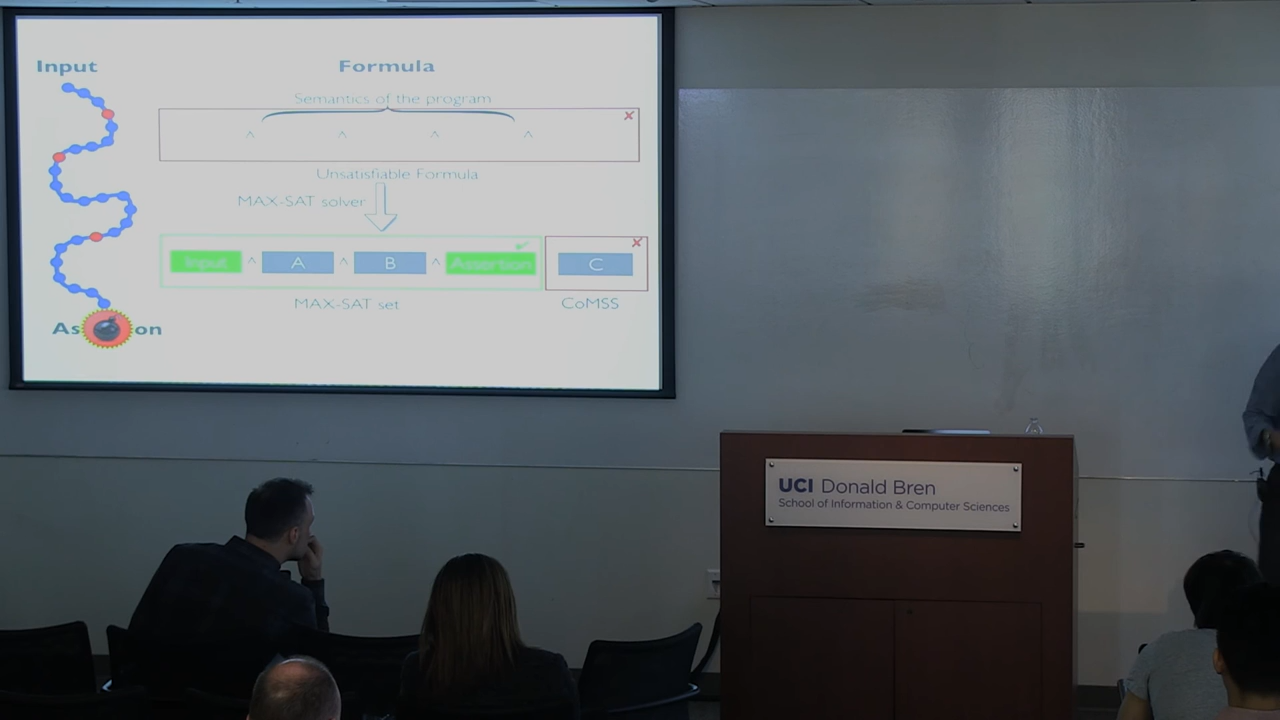 Input
Formula
Semantics of the program
^ ^ ^ ^
Unsatisfiable Formula
MAX-SAT solver
Input ^ A ^ B ^ Assertion C
MAX-SAT set
CoMSS
As on
UCI Donald Bren
School of Information & Computer Sciences